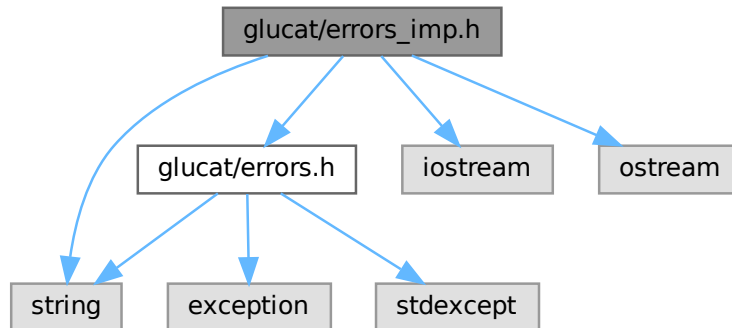 glucat/errors_imp.h
glucat/errors.h
iostream
ostream
string
exception
stdexcept